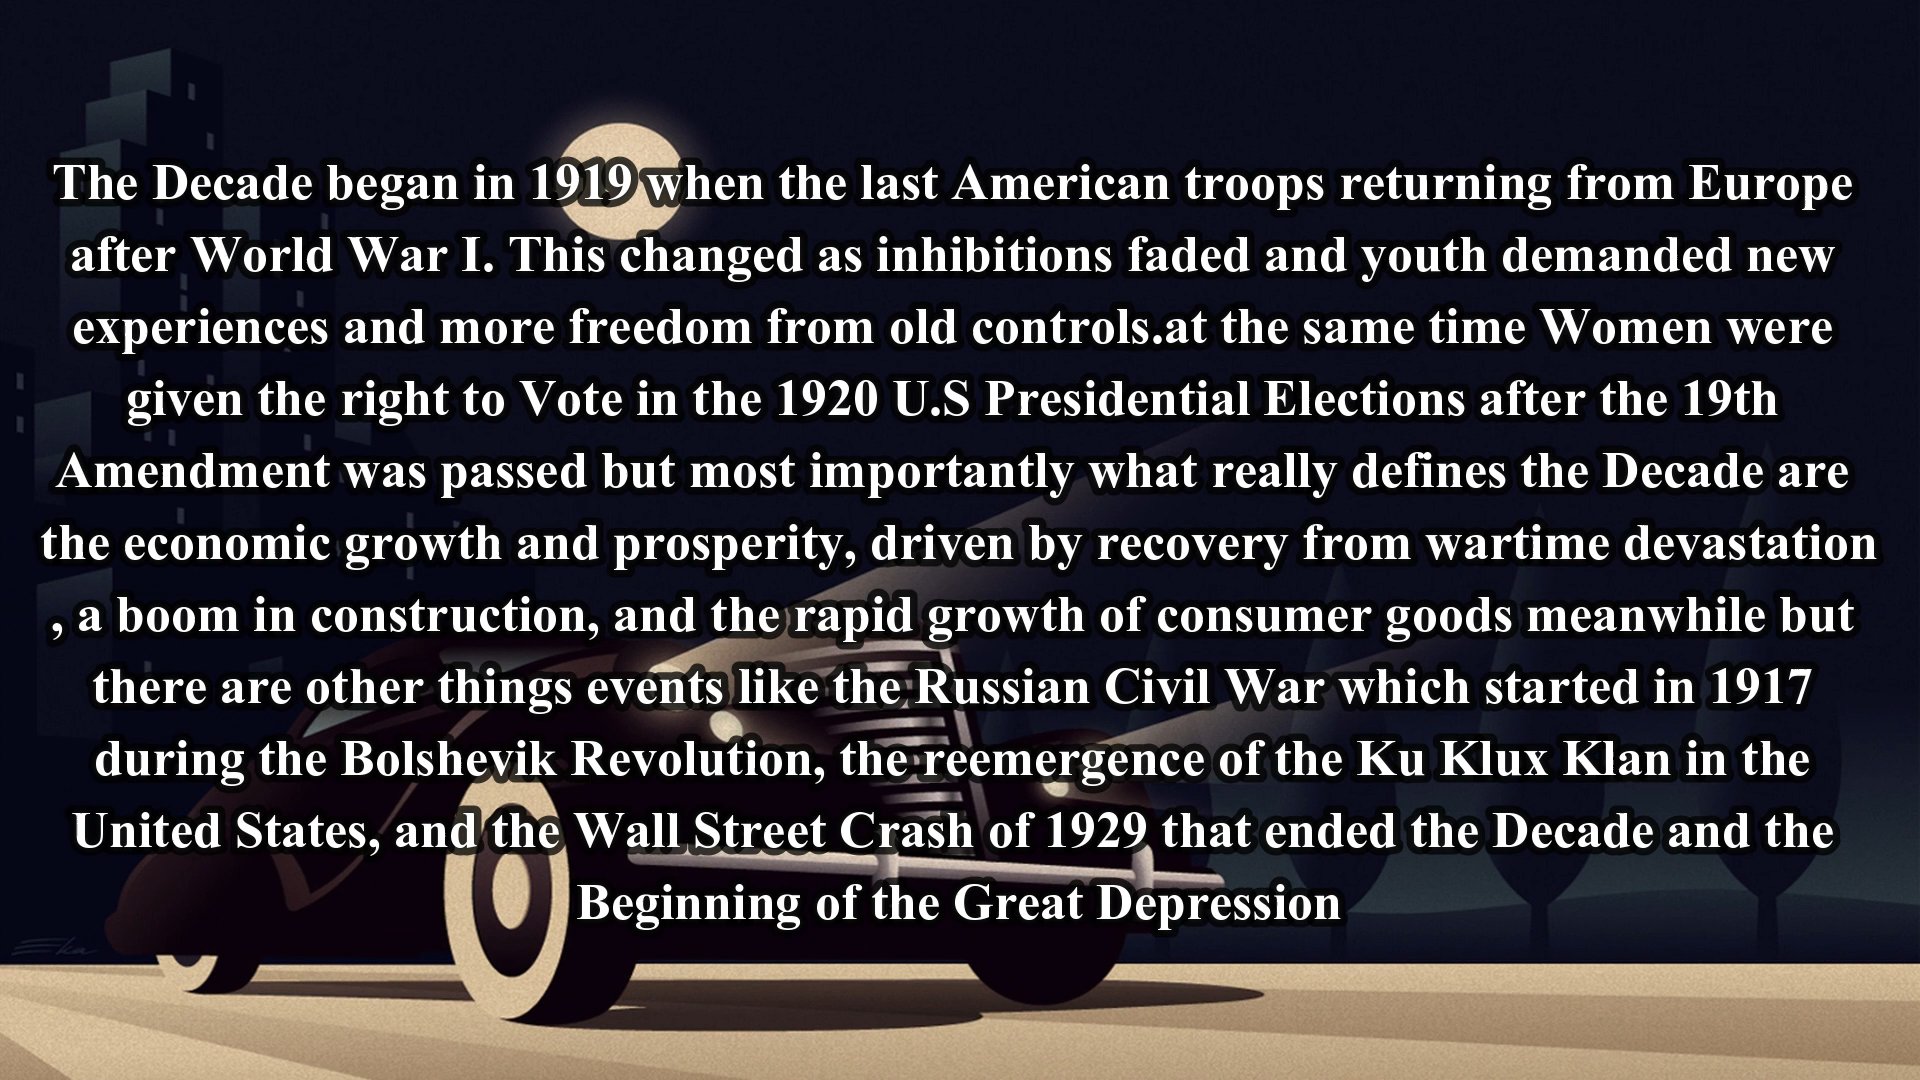 The Decade began in 1919 when the last American troops returning from Europe
after World War I. This changed as inhibitions faded and youth demanded new
experiences and more freedom from old controls.at the same time Women were
given the right to Vote in the 1920 U.S Presidential Elections after the 19th
Amendment was passed but most importantly what really defines the Decade are
the economic growth and prosperity, driven by recovery from wartime devastation
, a boom in construction, and the rapid growth of consumer goods meanwhile but
there are other things events like the Russian Civil War which started in 1917
during the Bolshevik Revolution, the reemergence of the Ku Klux Klan in the
United States, and the Wall Street Crash of 1929 that ended the Decade and the
Beginning of the Great Depression
Eka